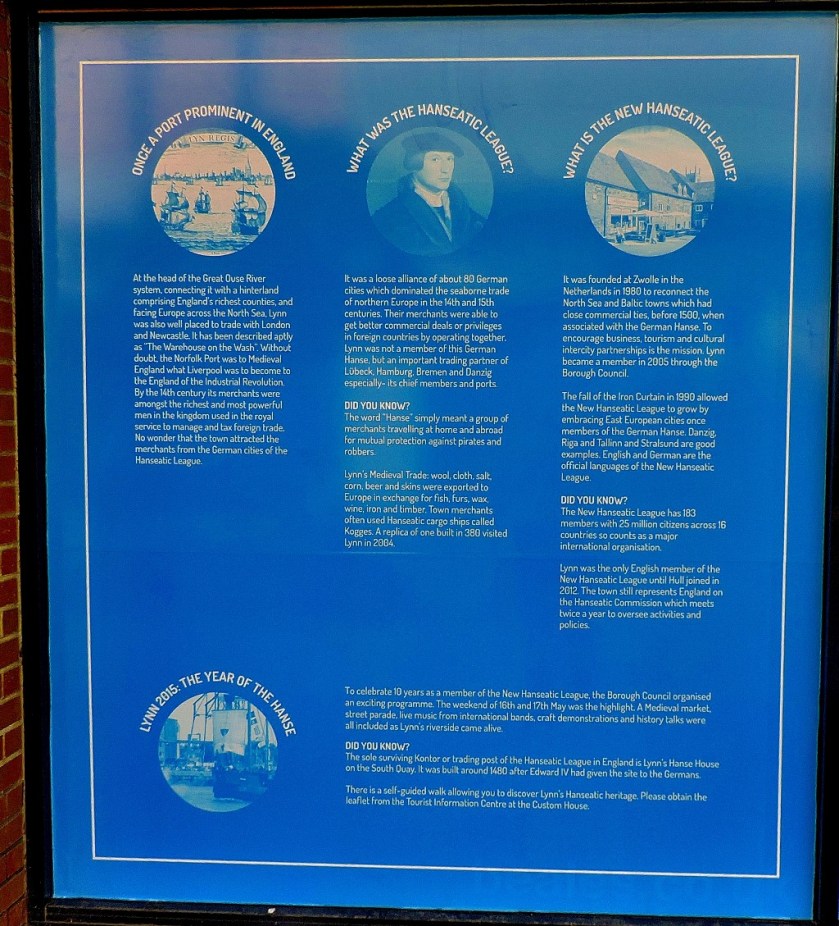 ONCE A PORT PROMINENT IN ENGLAND
LYN REGIS
At the head of the Great Ouse River
system, connecting it with a hinterland
comprising England's richest counties, and
facing Europe across the North Sea, Lynn
was also well placed to trade with London
and Newcastle. It has been described aptly
as "The Warehouse on the Wash". Without
doubt, the Norfolk Port was to Medieval
England what Liverpool was to become to
the England of the Industrial Revolution.
By the 14th century its merchants were
amongst the richest and most powerful
men in the kingdom used in the royal
service to manage and tax foreign trade.
No wonder that the town attracted the
merchants from the German cities of the
Hanseatic League.
WHAT WAS THE HANSEATIC LEAGUE?
It was a loose alliance of about 80 German
cities which dominated the seaborne trade
of northern Europe in the 14th and 15th
centuries. Their merchants were able to
get better commercial deals or privileges
in foreign countries by operating together.
Lynn was not a member of this German
Hanse, but an important trading partner of
Lübeck, Hamburg, Bremen and Danzig
especially- its chief members and ports.
DID YOU KNOW?
The word "Hanse" simply meant a group of
merchants travelling at home and abroad
for mutual protection against pirates and
robbers.
Lynn's Medieval Trade: wool, cloth, salt,
corn, beer and skins were exported to
Europe in exchange for fish, furs, wax,
wine, iron and timber. Town merchants
often used Hanseatic cargo ships called
Kogges. A replica of one built in 380 visited
Lynn in 2004.
WHAT IS THE NEW HANSEATIC LEAGUE?
It was founded at Zwolle in the
Netherlands in 1980 to reconnect the
North Sea and Baltic towns which had
close commercial ties, before 1500, when
associated with the German Hanse. To
encourage business, tourism and cultural
intercity partnerships is the mission. Lynn
became a member in 2005 through the
Borough Council.
The fall of the Iron Curtain in 1990 allowed
the New Hanseatic League to grow by
embracing East European cities once
members of the German Hanse. Danzig,
Riga and Tallinn and Stralsund are good
examples. English and German are the
official languages of the New Hanseatic
League.
DID YOU KNOW?
The New Hanseatic League has 183
members with 25 million citizens across 16
countries so counts as a major
international organisation.
Lynn was the only English member of the
New Hanseatic League until Hull joined in
2012. The town still represents England on
the Hanseatic Commission which meets
twice a year to oversee activities and
policies.
LYNN 2015: THE YEAR OF THE HANSE
To celebrate 10 years as a member of the New Hanseatic League, the Borough Council organised
an exciting programme. The weekend of 16th and 17th May was the highlight. A Medieval market,
street parade, live music from international bands, craft demonstrations and history talks were
all included as Lynn's riverside came alive.
DID YOU KNOW?
The sole surviving Kontor or trading post of the Hanseatic League in England is Lynn's Hanse House
on the South Quay. It was built around 1480 after Edward IV had given the site to the Germans.
There is a self-guided walk allowing you to discover Lynn's Hanseatic heritage. Please obtain the
leaflet from the Tourist Information Centre at the Custom House.